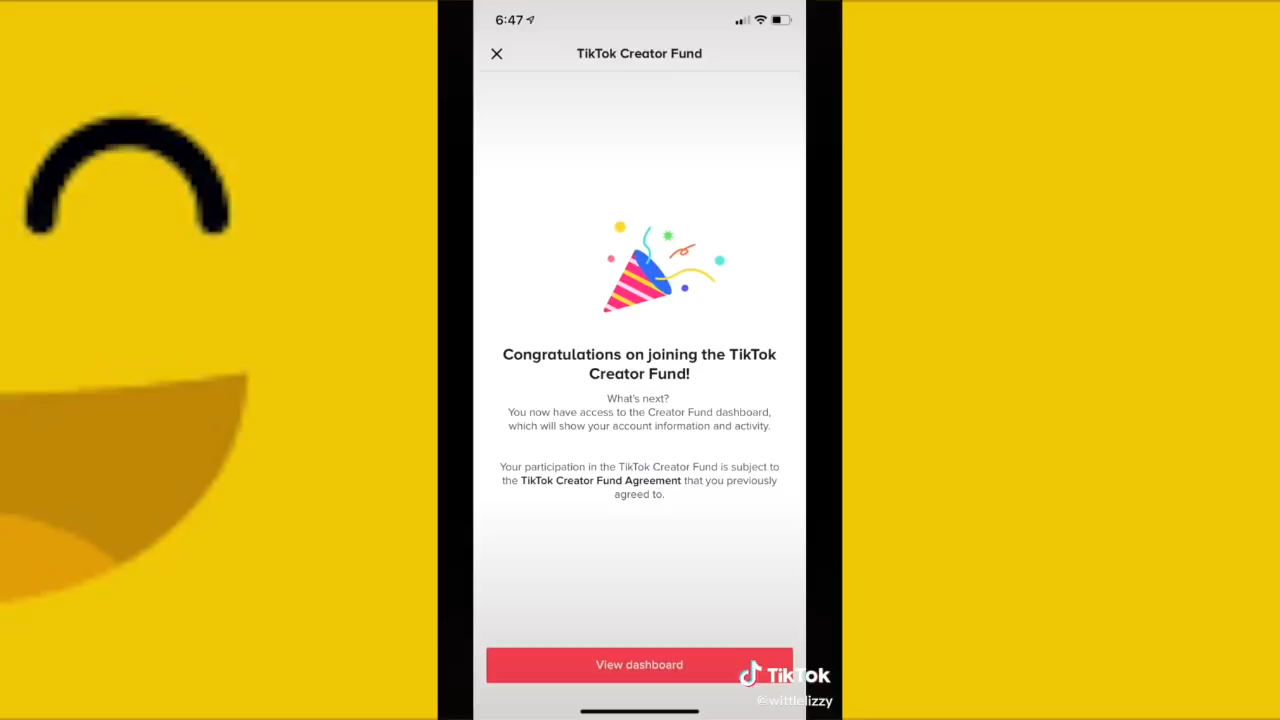 6:47
TikTok Creator Fund
Congratulations on joining the TikTok
Creator Fund!
What's next?
You now have access to the Creator Fund dashboard,
which will show your account information and activity.
Your participation in the TikTok Creator Fund is subject to
the TikTok Creator Fund Agreement that you previously
agreed to.
View dashboard
TikTok
@wittlelizzy